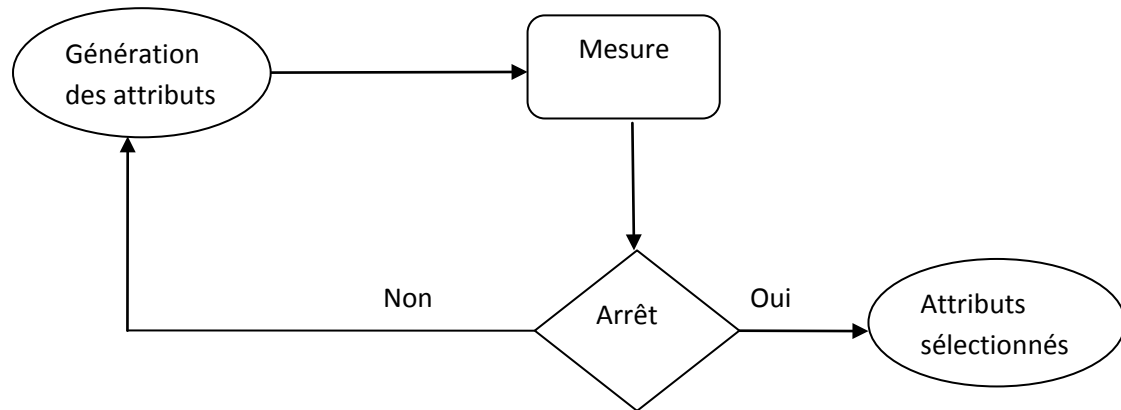 Génération
des attributs
Mesure
Non
Arrêt
Oui
Attributs
sélectionnés